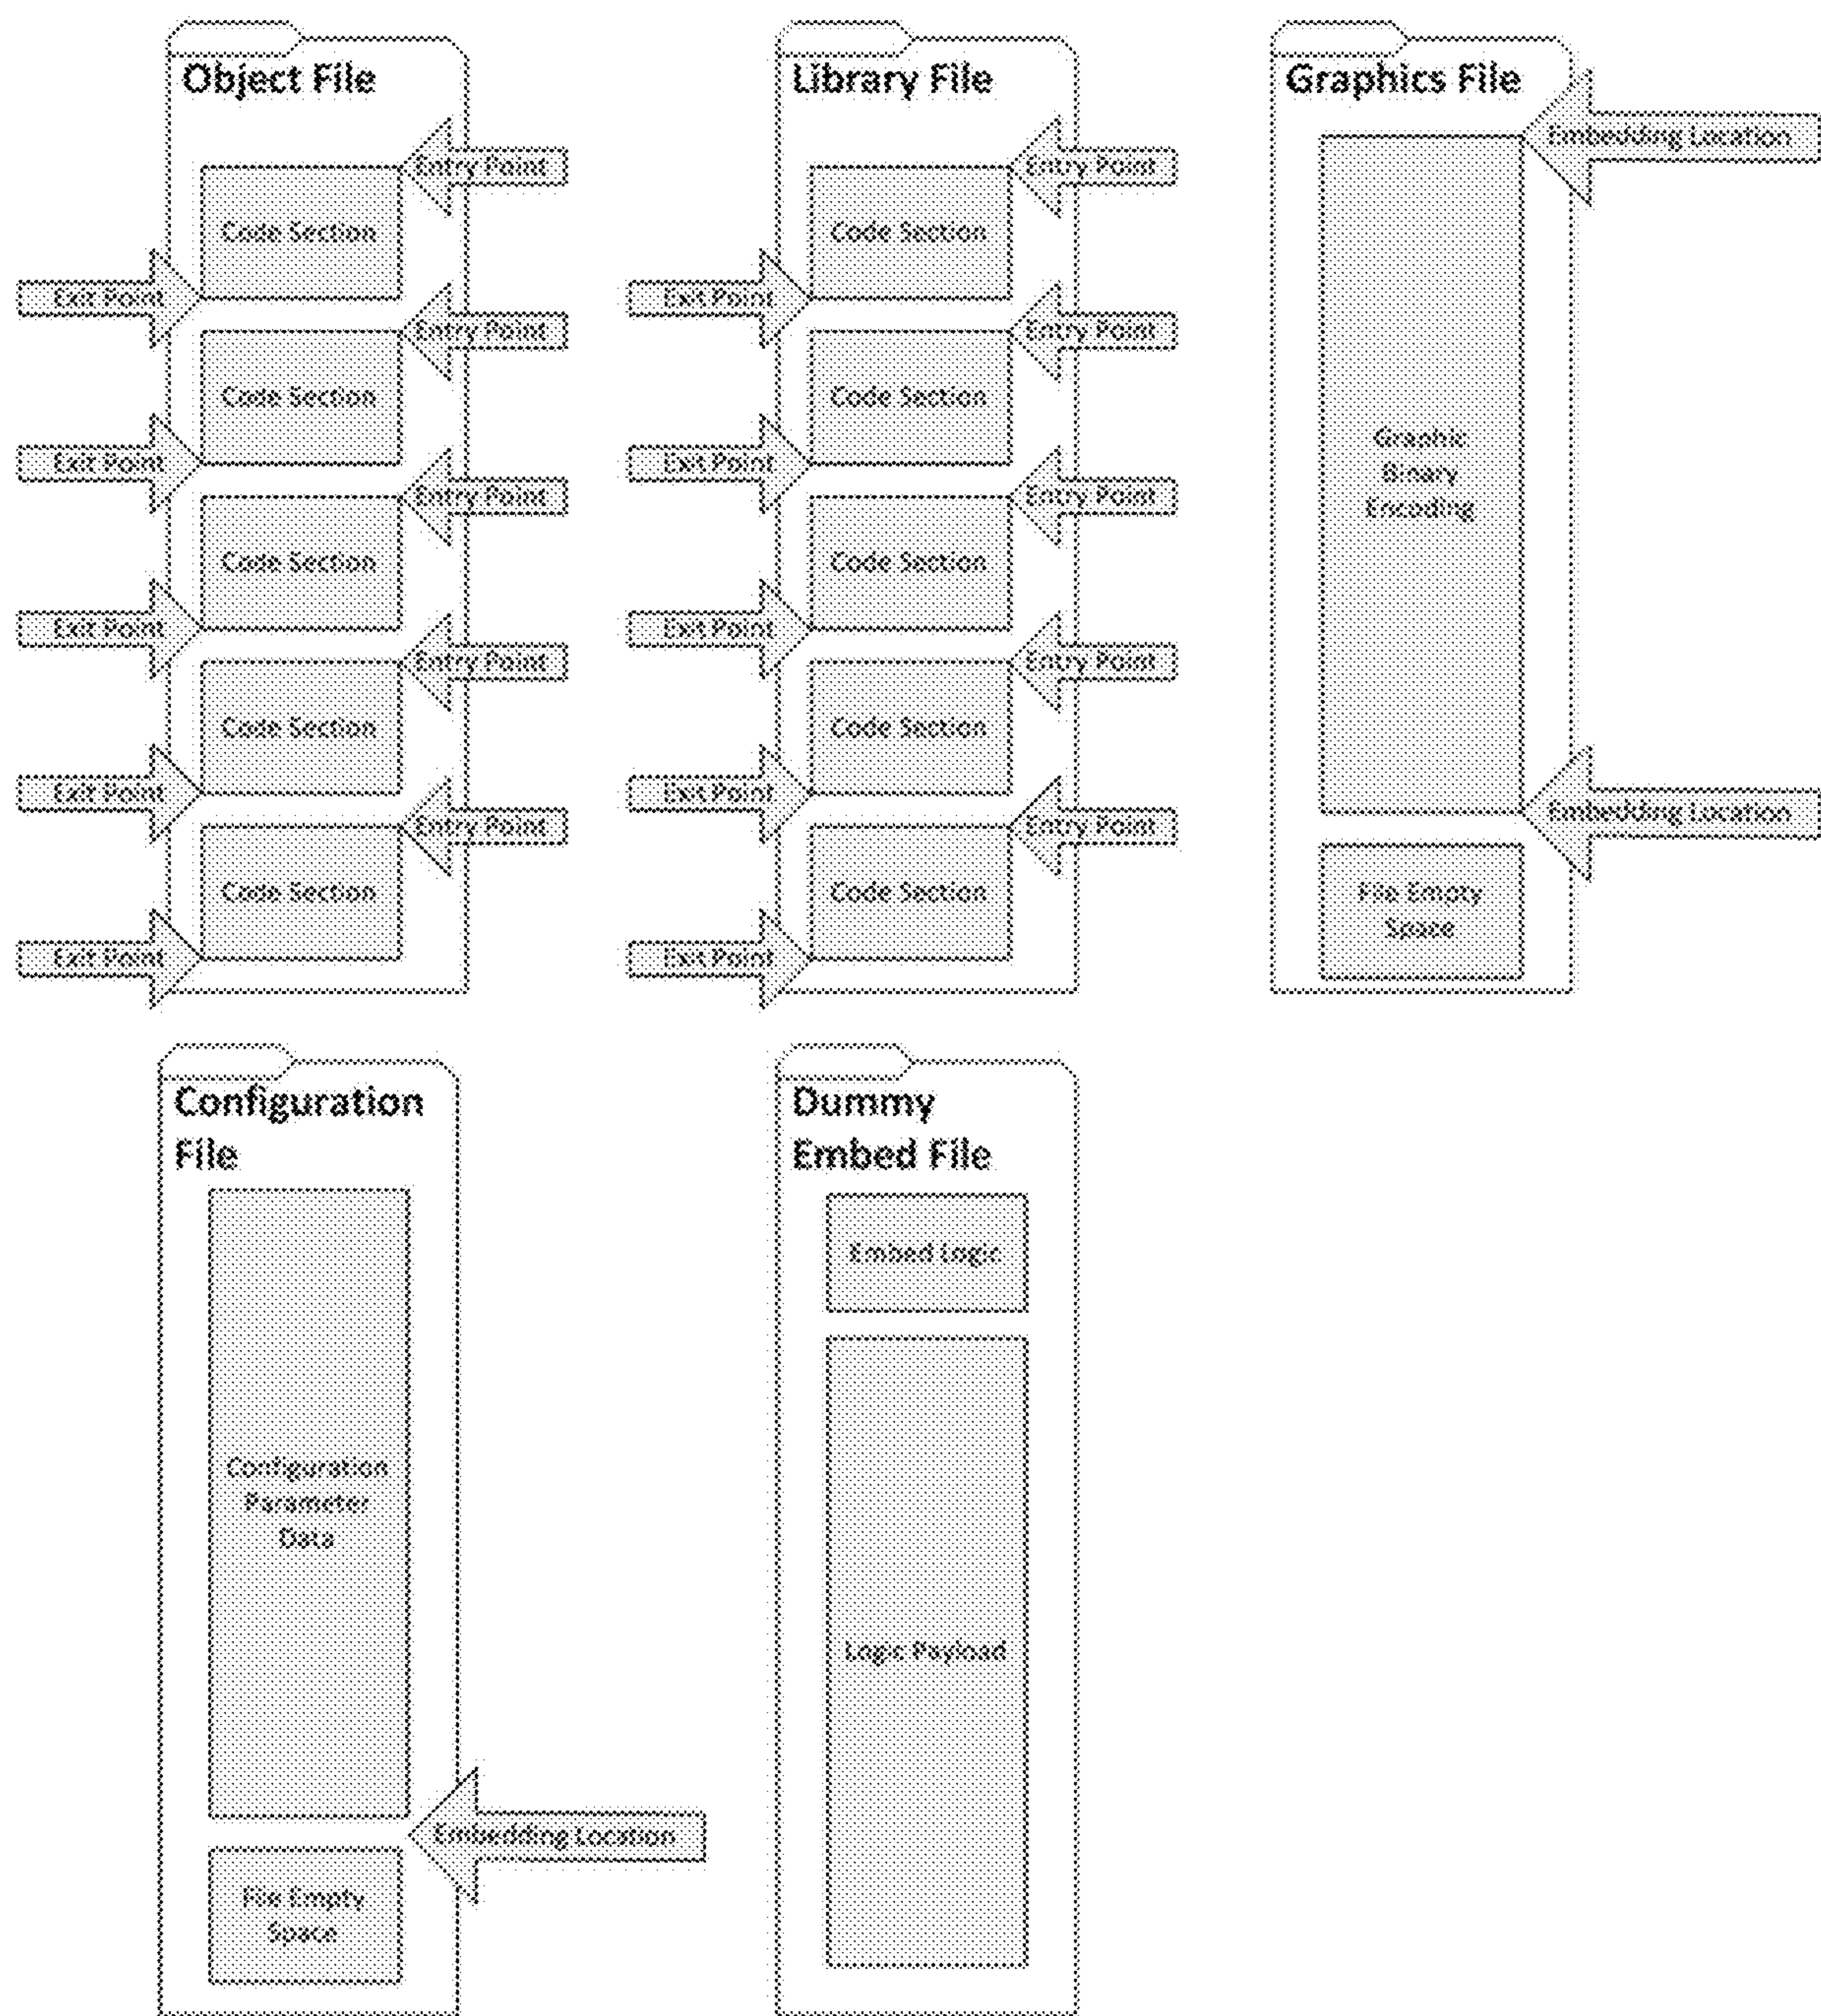 Object File
Entry Point
Code Section
Exit Point
Entry Point
Code Section
Exit Point
Entry Point
Code Section
Exit Point
Entry Point
Code Section
Exit Point
Entry Point
Code Section
Exit Point
Library File
Entry Point
Code Section
Exit Point
Entry Point
Code Section
Exit Point
Entry Point
Code Section
Exit Point
Entry Point
Code Section
Exit Point
Entry Point
Code Section
Exit Point
Graphics File
Embedding Location
Graphic
Binary
Encoding
Embedding Location
File Empty
Space
Configuration
File
Configuration
Parameter
Data
Embedding Location
File Empty
Space
Dummy
Embed File
Embed Logic
Logic Payload